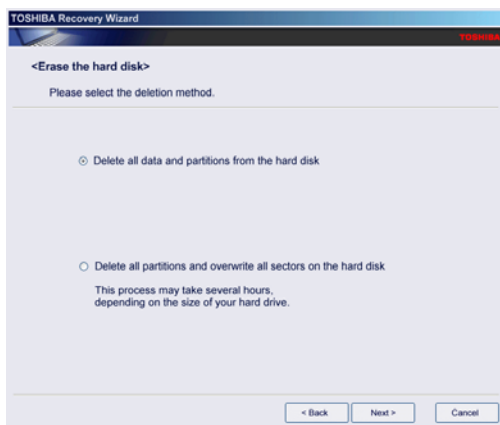 TOSHIBA Recovery Wizard
TOSHIBA
<Erase the hard disk>
Please select the deletion method.
Delete all data and partitions from the hard disk
Delete all partitions and overwrite all sectors on the hard disk
This process may take several hours,
depending on the size of your hard drive.
< Back Next > Cancel